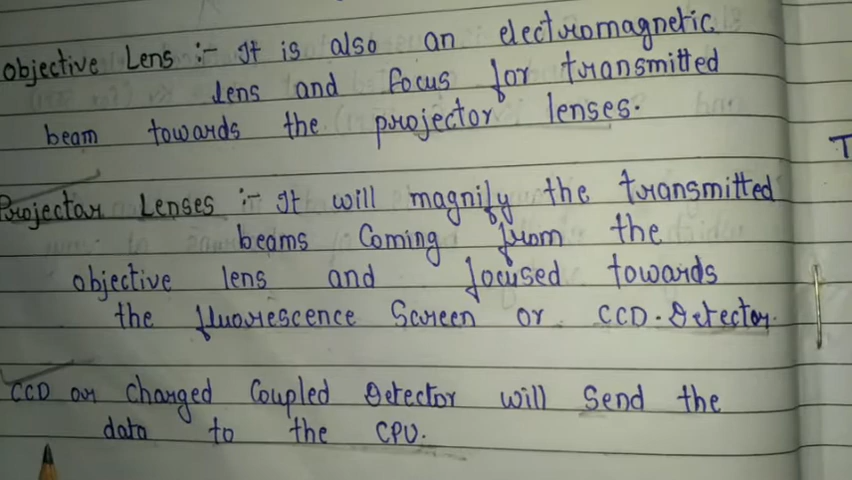 objective Lens :- It is also an electromagnetic
lens and focus for transmitted
beam towards the projector lenses.
Projectar Lenses :- It will magnify the transmitted
beams Coming from the
objective lens and focused towards
the fluorescence Screen or CCD. Detector.
CCD or Charged Coupled Detector will Send the
data to the CPU.
T